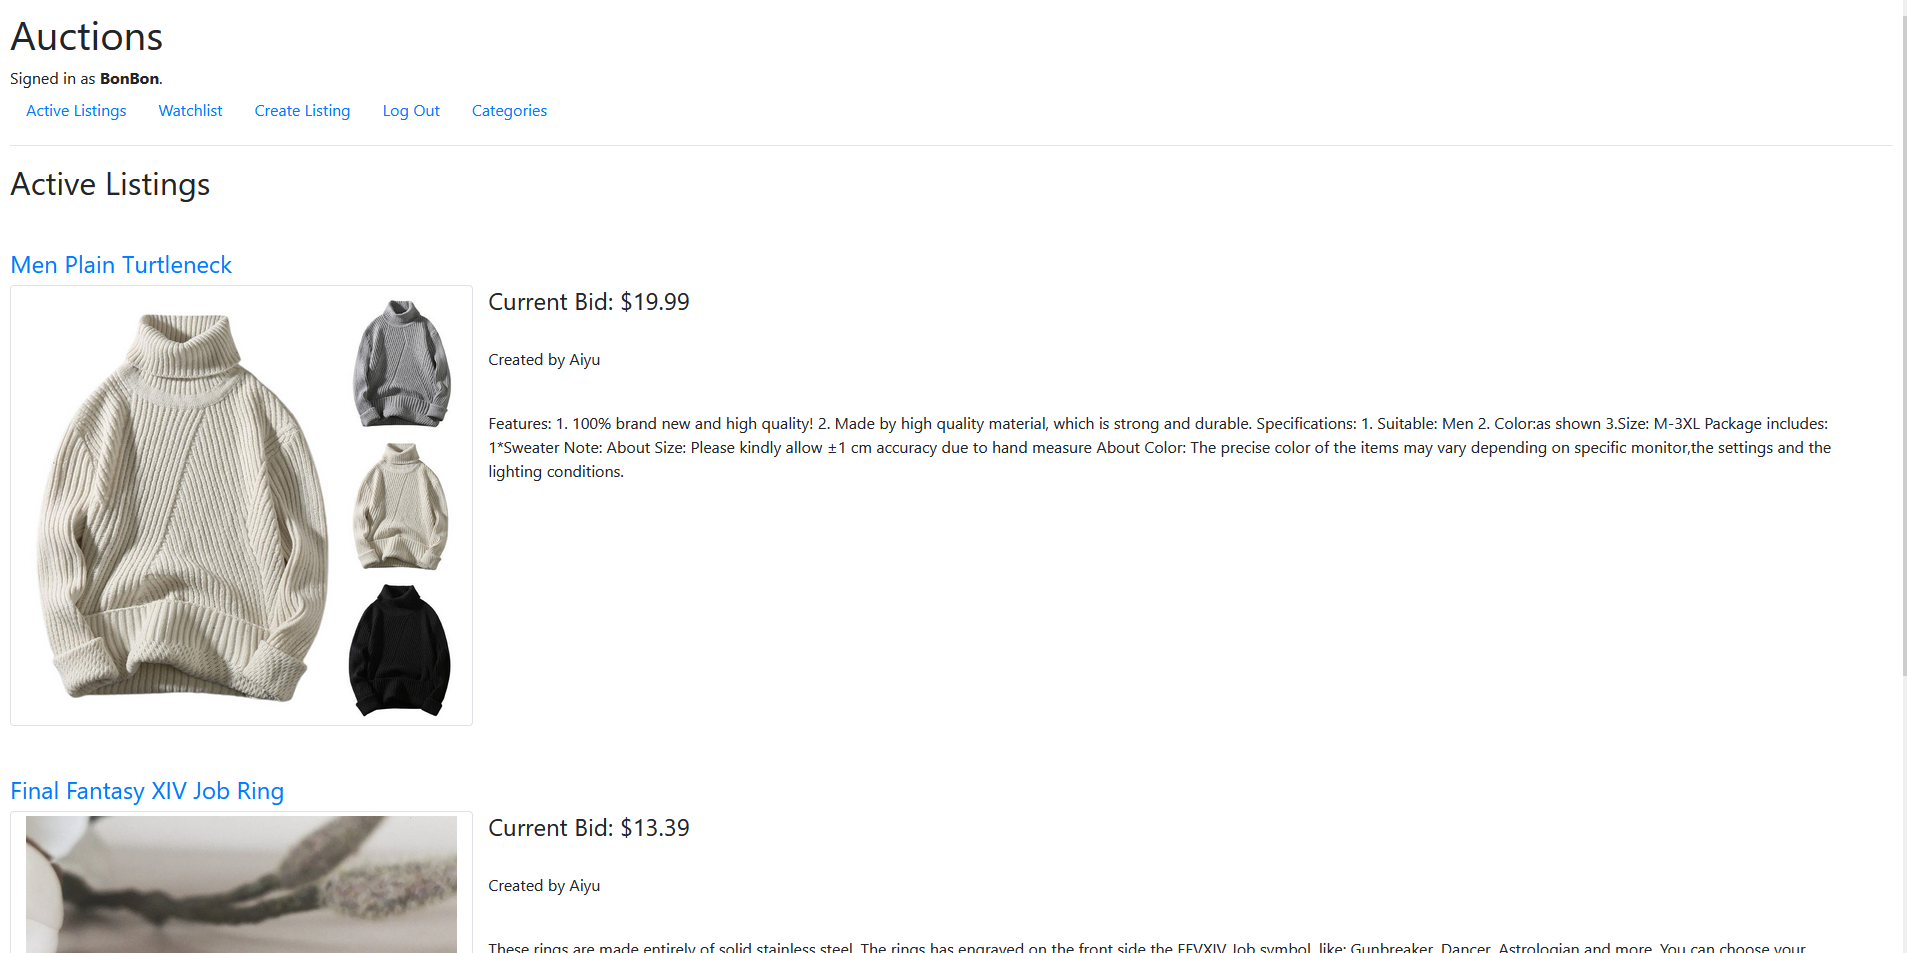 Auctions
Signed in as BonBon.
Active Listings Watchlist Create Listing Log Out Categories
Active Listings
Men Plain Turtleneck
Current Bid: $19.99
Created by Aiyu
Features: 1. 100% brand new and high quality! 2. Made by high quality material, which is strong and durable. Specifications: 1. Suitable: Men 2. Color:as shown 3.Size: M-3XL Package includes:
1*Sweater Note: About Size: Please kindly allow ±1 cm accuracy due to hand measure About Color: The precise color of the items may vary depending on specific monitor,the settings and the
lighting conditions.
Final Fantasy XIV Job Ring
Current Bid: $13.39
Created by Aiyu
These rings are made entirely of solid stainless steel. The rings has engraved on the front side the FFVXIV Job symbol, like: Gunbreaker, Dancer, Astrologian and more. You can choose your